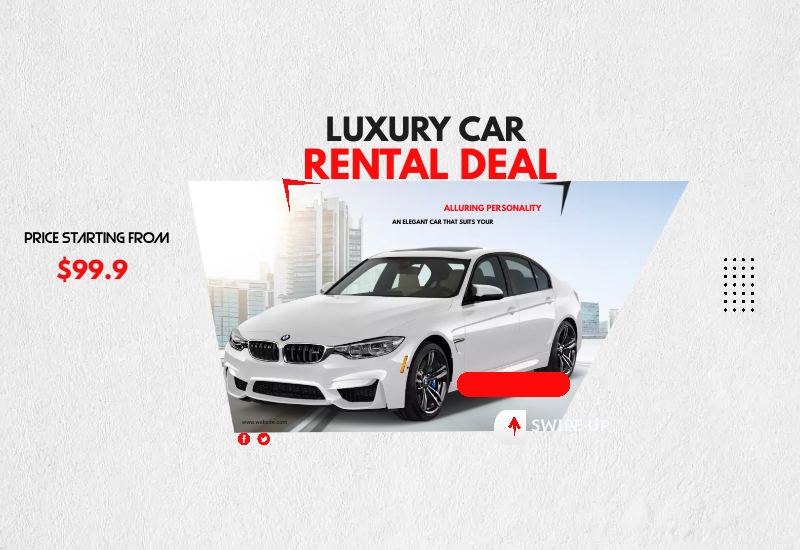 LUXURY CAR
RENTAL DEAL
ALLURING PERSONALITY
AN ELEGANT CAR THAT SUITS YOUR
PRICE STARTING FROM
$99.9
www.website.com
SWIPE UP